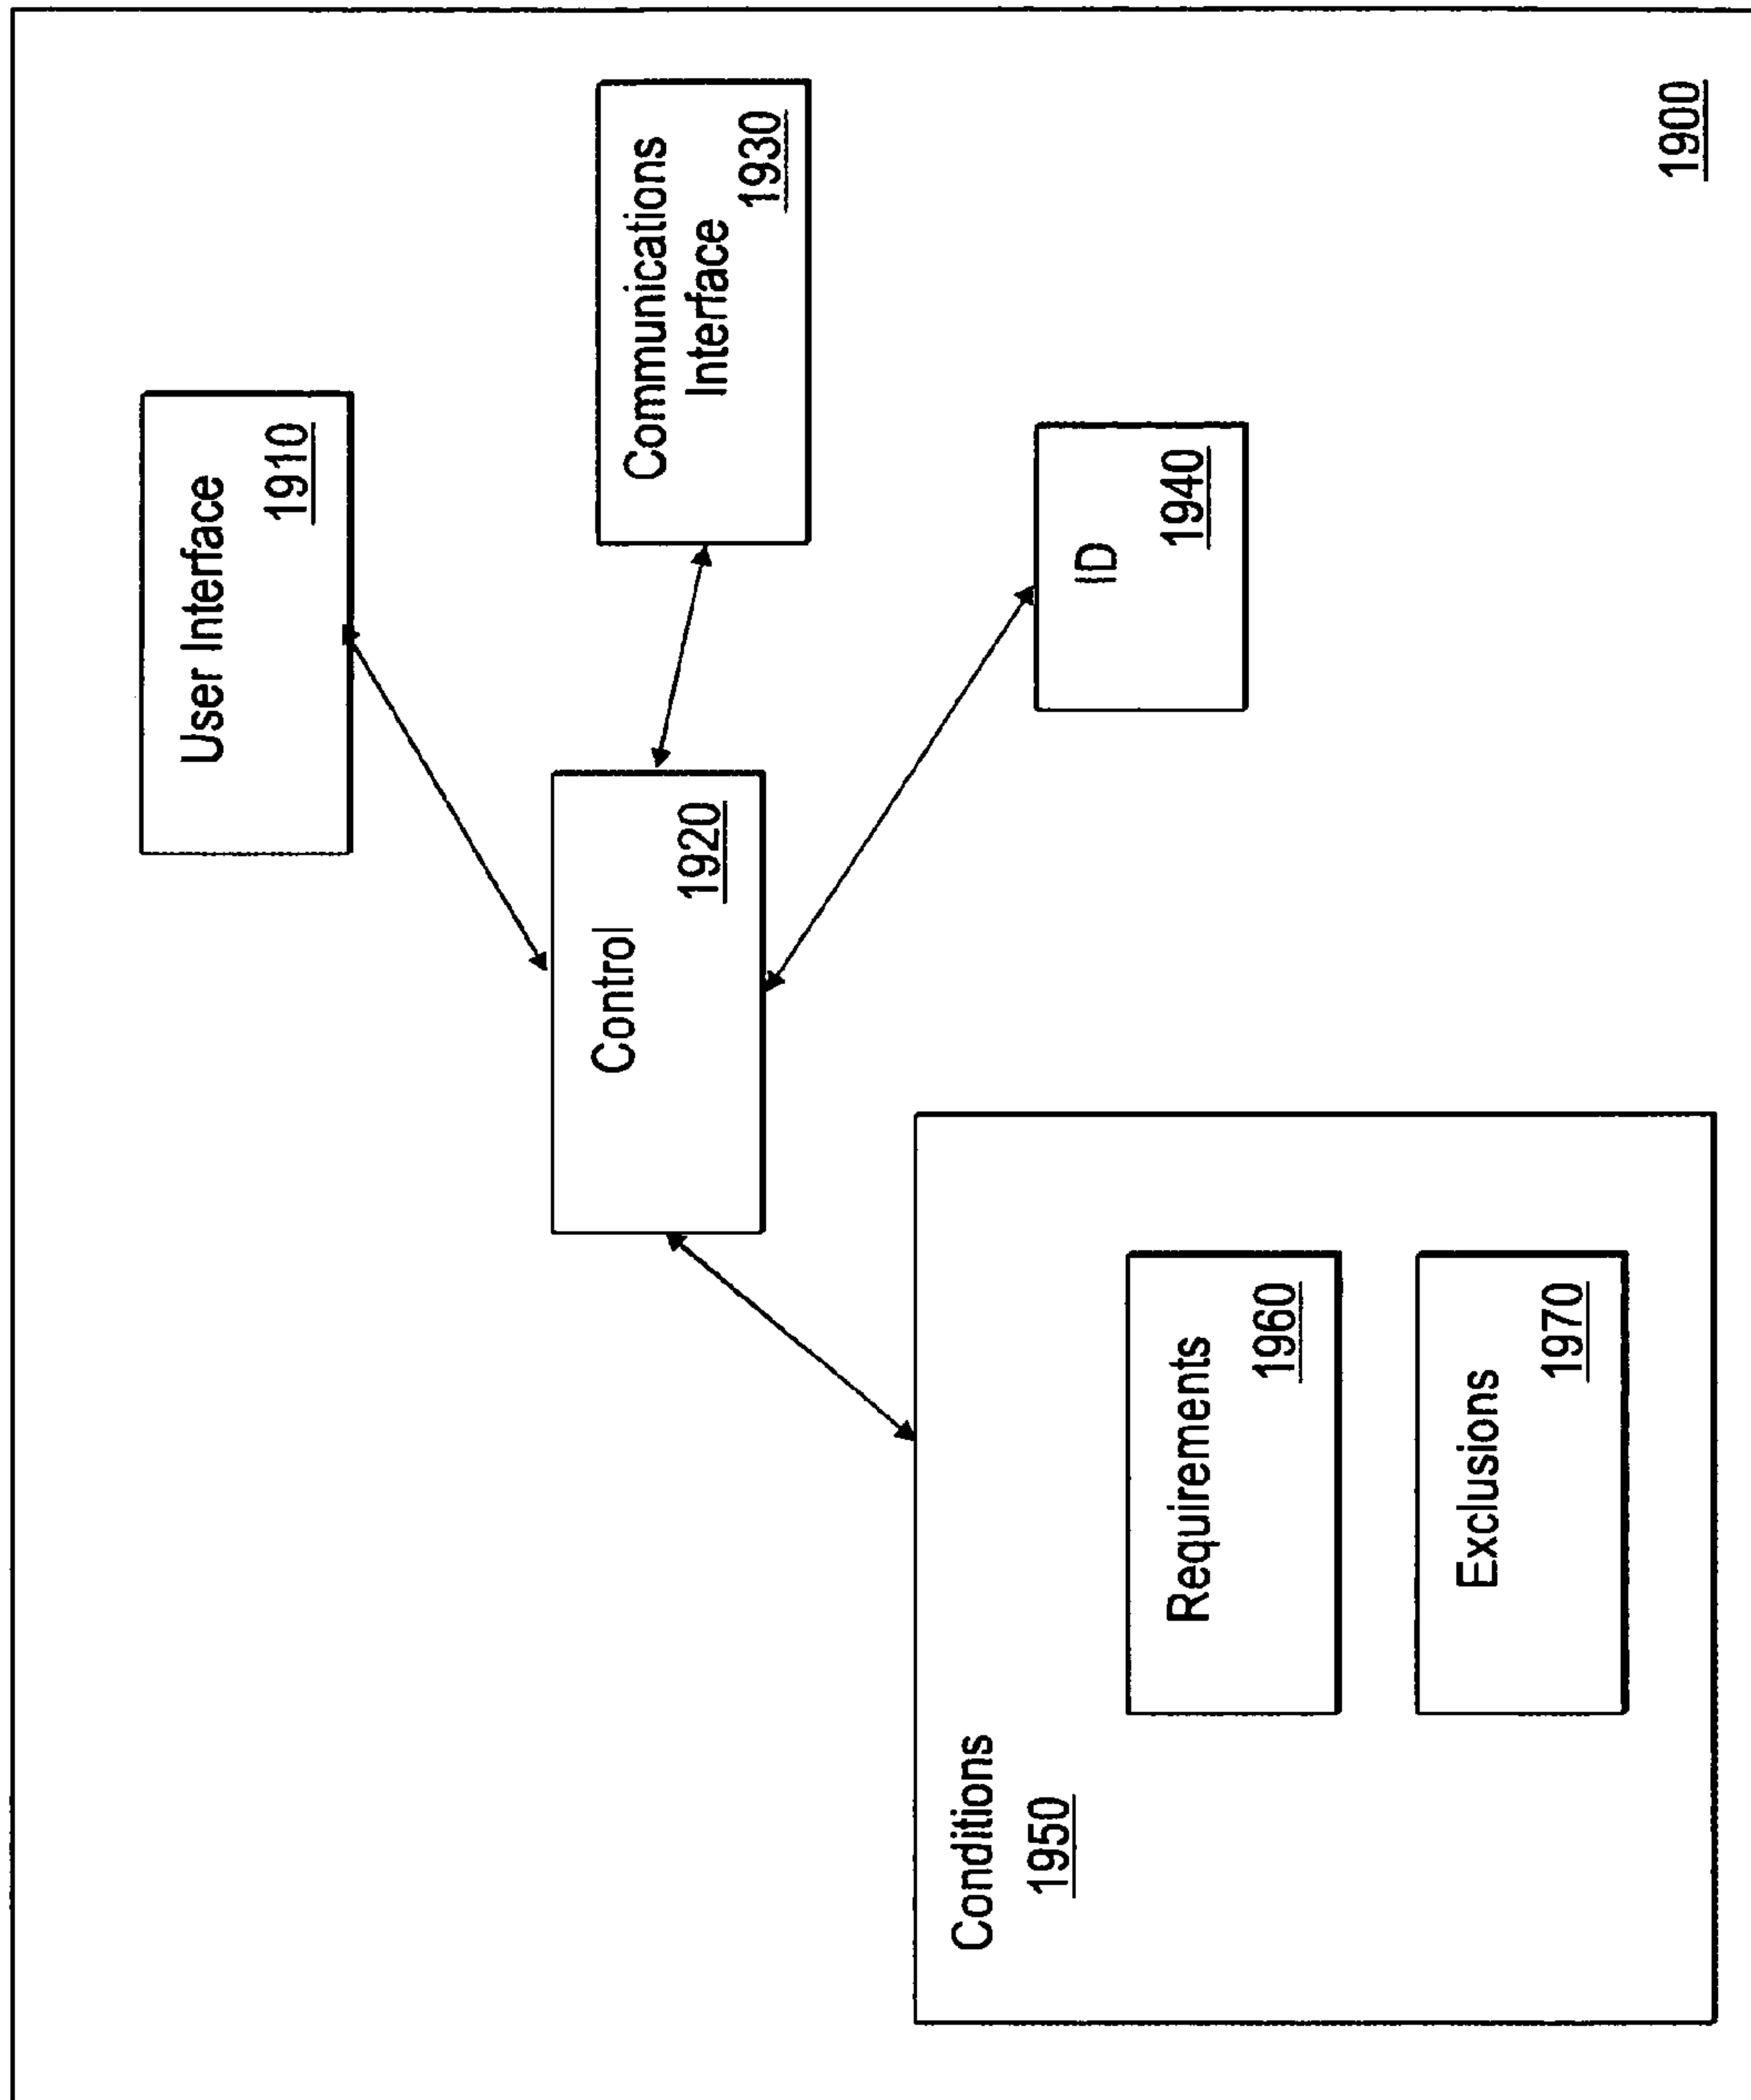 User Interface
1910
Communications
Interface
1930
Control
1920
ID
1940
Conditions
1950
Requirements
1960
Exclusions
1970
1900